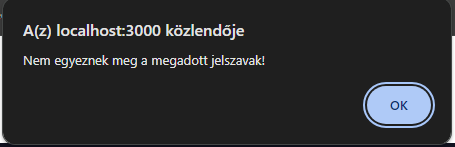 A(z) localhost:3000 közlendője
Nem egyeznek meg a megadott jelszavak!
OK